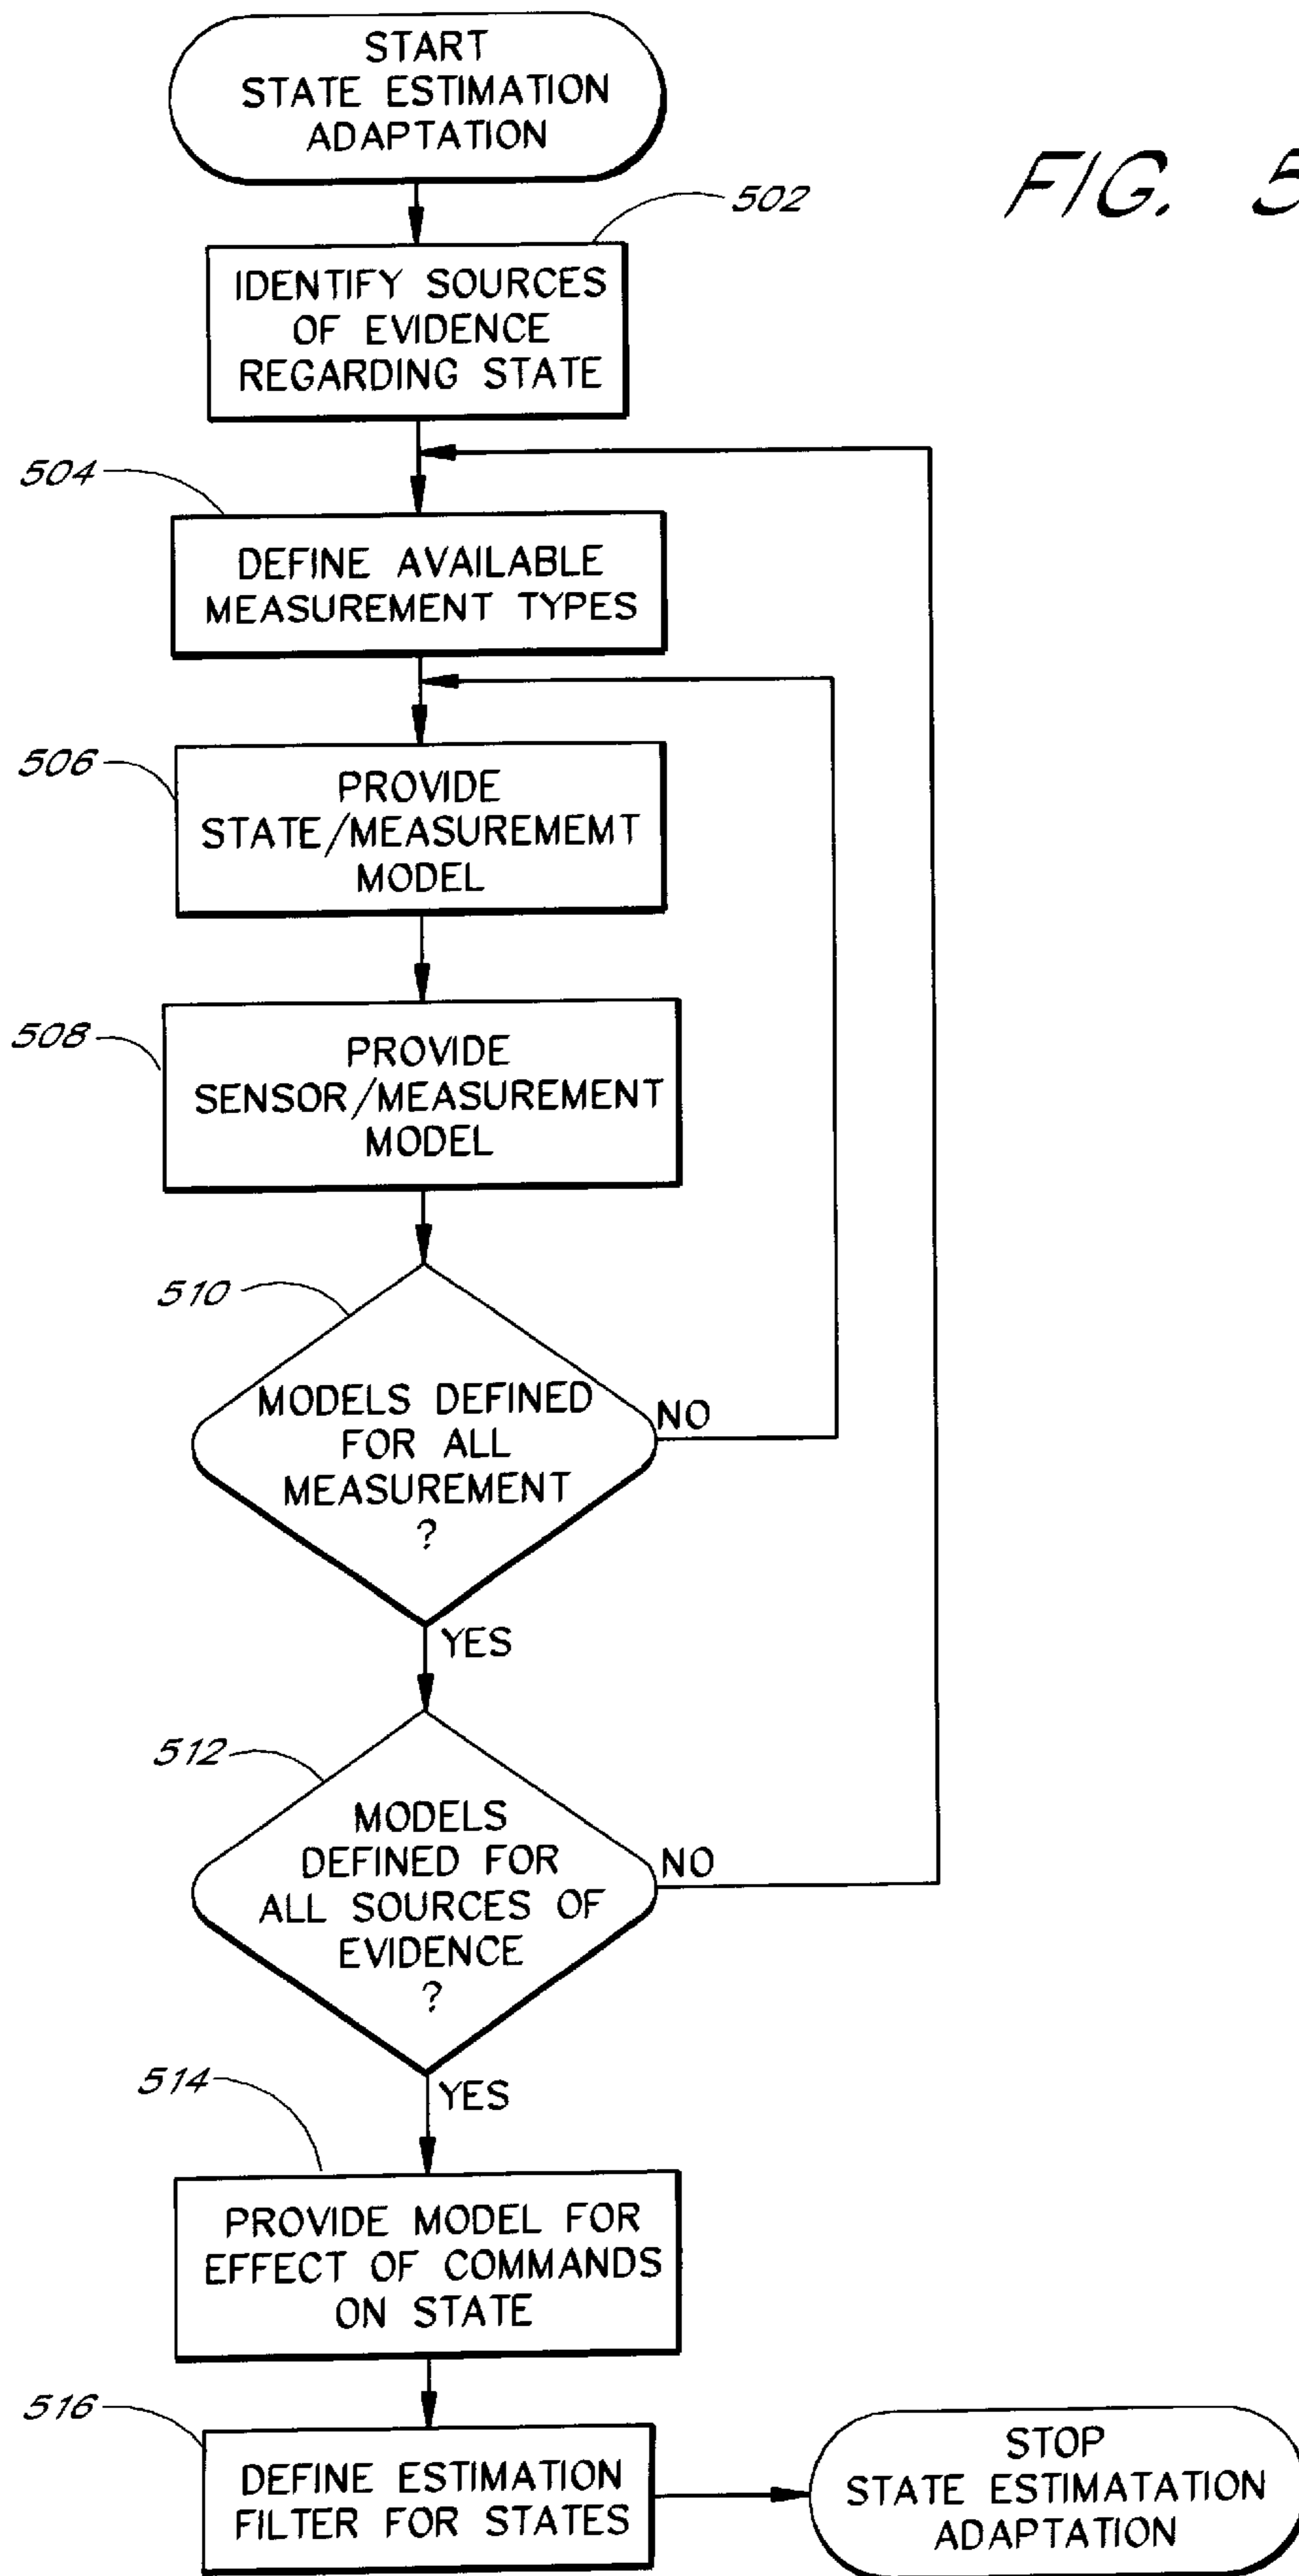 START
STATE ESTIMATION
ADAPTATION
FIG. 5
502
IDENTIFY SOURCES
OF EVIDENCE
REGARDING STATE
504
DEFINE AVAILABLE
MEASUREMENT TYPES
506
PROVIDE
STATE/MEASUREMEMT
MODEL
508
PROVIDE
SENSOR/MEASUREMENT
MODEL
510
MODELS DEFINED
FOR ALL
MEASUREMENT
?
NO
YES
512
MODELS
DEFINED FOR
ALL SOURCES OF
EVIDENCE
?
NO
YES
514
PROVIDE MODEL FOR
EFFECT OF COMMANDS
ON STATE
516
DEFINE ESTIMATION
FILTER FOR STATES
STOP
STATE ESTIMATATION
ADAPTATION